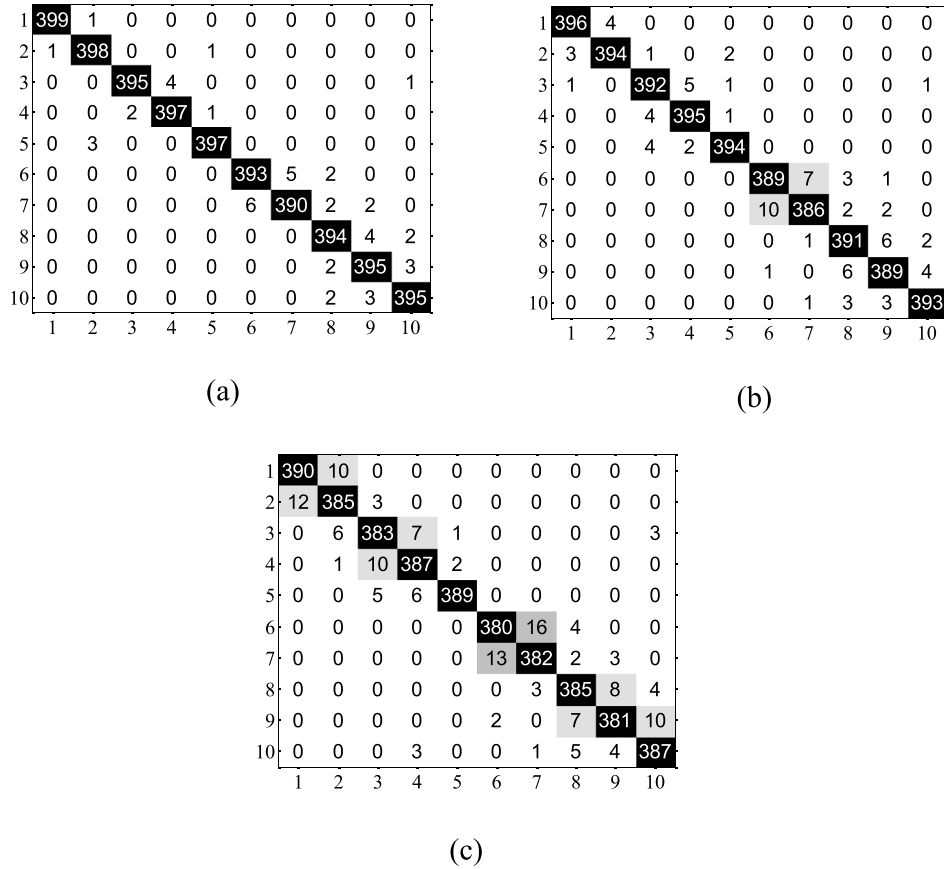 1 399 1 0 0 0 0 0 0 0 0
2 1 398 0 0 1 0 0 0 0 0
3 0 0 395 4 0 0 0 0 0 1
4 0 0 2 397 1 0 0 0 0 0
5 0 3 0 0 397 0 0 0 0 0
6 0 0 0 0 0 393 5 2 0 0
7 0 0 0 0 0 6 390 2 2 0
8 0 0 0 0 0 0 0 394 4 2
9 0 0 0 0 0 0 0 2 395 3
10 0 0 0 0 0 0 0 2 3 395
1 2 3 4 5 6 7 8 9 10
(a)
1 396 4 0 0 0 0 0 0 0 0
2 3 394 1 0 2 0 0 0 0 0
3 1 0 392 5 1 0 0 0 0 1
4 0 0 4 395 1 0 0 0 0 0
5 0 0 4 2 394 0 0 0 0 0
6 0 0 0 0 0 389 7 3 1 0
7 0 0 0 0 0 10 386 2 2 0
8 0 0 0 0 0 0 1 391 6 2
9 0 0 0 0 0 1 0 6 389 4
10 0 0 0 0 0 0 1 3 3 393
1 2 3 4 5 6 7 8 9 10
(b)
1 390 10 0 0 0 0 0 0 0 0
2 12 385 3 0 0 0 0 0 0 0
3 0 6 383 7 1 0 0 0 0 3
4 0 1 10 387 2 0 0 0 0 0
5 0 0 5 6 389 0 0 0 0 0
6 0 0 0 0 0 380 16 4 0 0
7 0 0 0 0 0 13 382 2 3 0
8 0 0 0 0 0 0 3 385 8 4
9 0 0 0 0 0 2 0 7 381 10
10 0 0 0 3 0 0 1 5 4 387
1 2 3 4 5 6 7 8 9 10
(c)